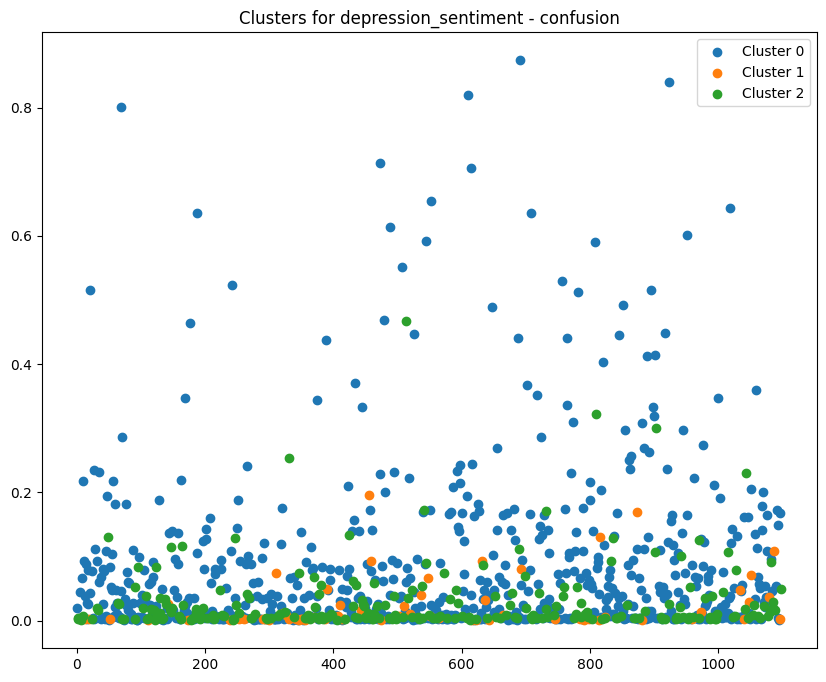 Clusters for depression_sentiment - confusion
Cluster 0
Cluster 1
Cluster 2
0.8
0.6
0.4
0.2
0.0
0 200 400 600 800 1000